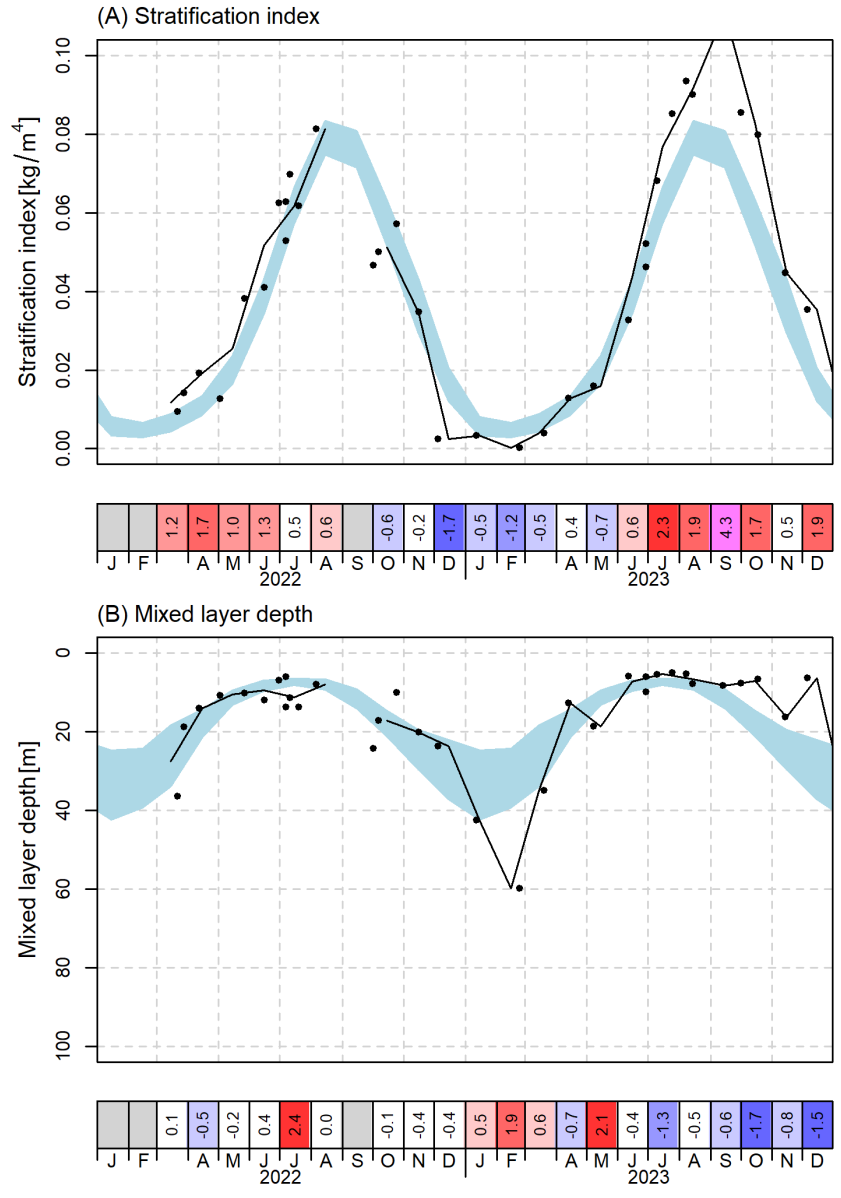 (A) Stratification index
Stratification index[kg/m⁴]
0.10
0.08
0.06
0.04
0.02
0.00
1.2 1.7 1.0 1.3 0.5 0.6 -0.6 -0.2 -1.7 -0.5 -1.2 -0.5 0.4 -0.7 0.6 2.3 1.9 4.3 1.7 0.5 1.9
J F A M J J A S O N D J F A M J J A S O N D
2022 2023
(B) Mixed layer depth
Mixed layer depth[m]
0
20
40
60
80
100
0.1 -0.5 -0.2 0.4 2.4 0.0 -0.1 -0.4 -0.4 0.5 1.9 0.6 -0.7 2.1 -0.4 -1.3 -0.5 -0.6 -1.7 -0.8 -1.5
J F A M J J A S O N D J F A M J J A S O N D
2022 2023